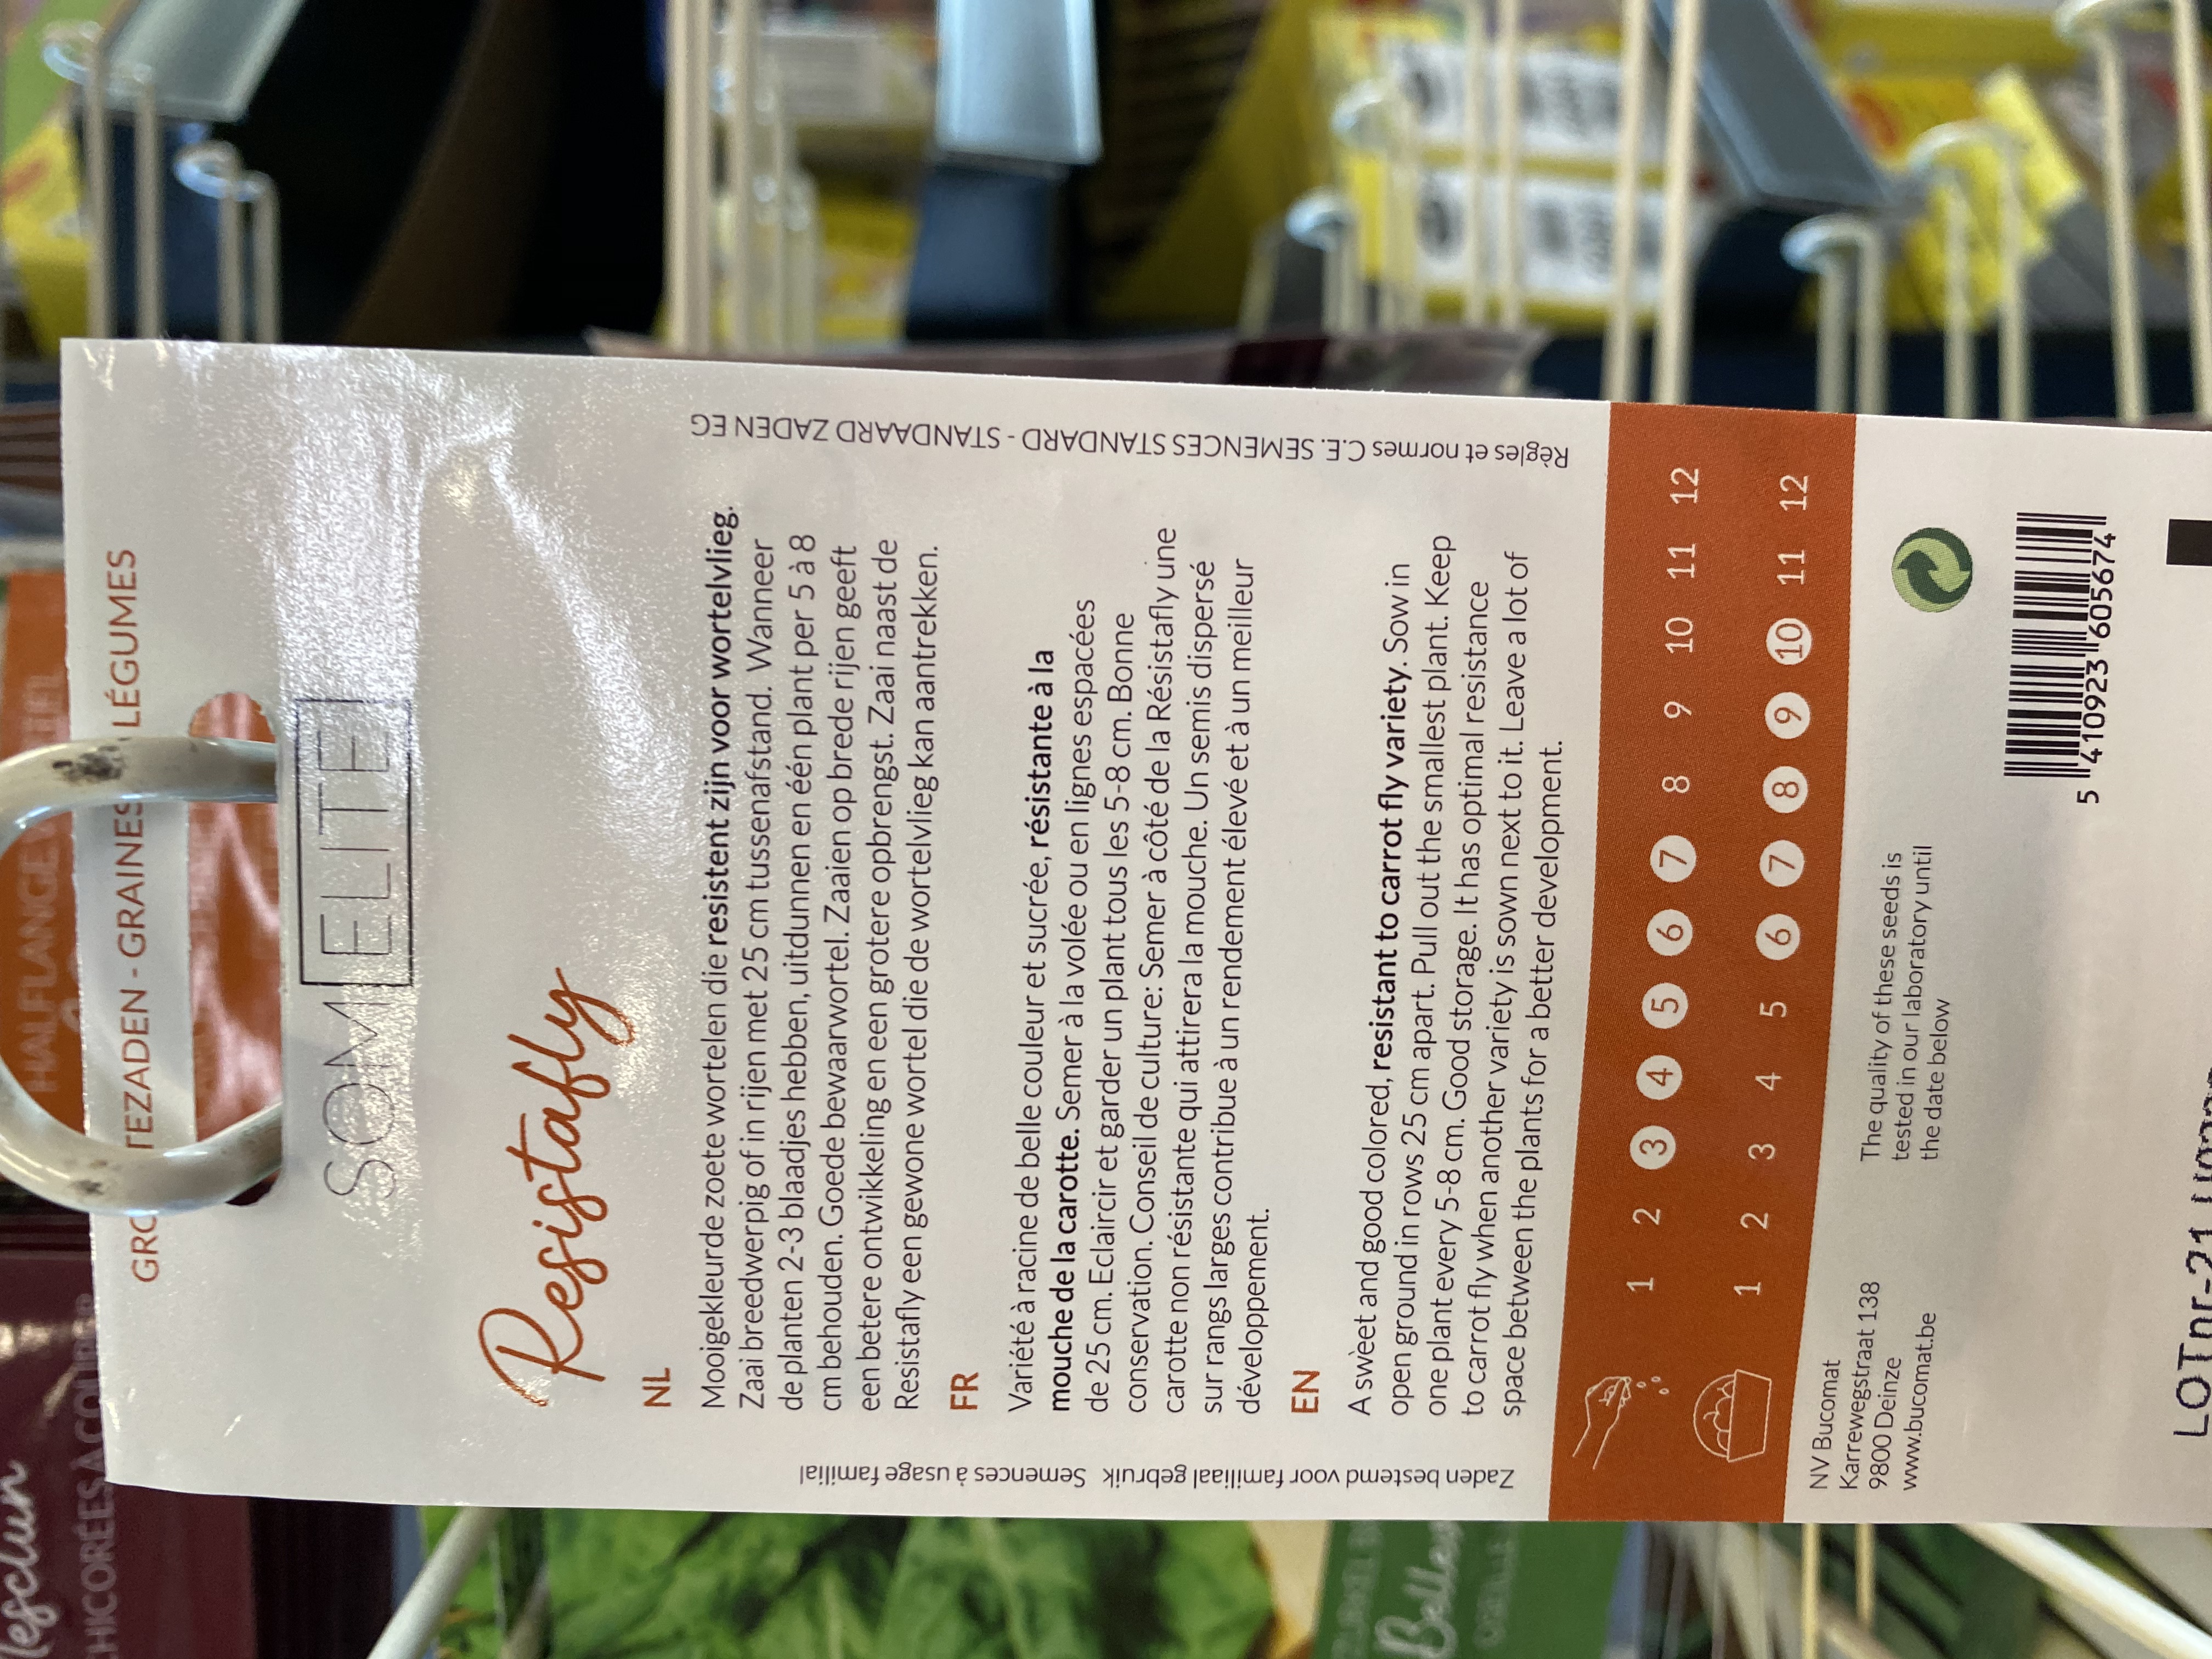 GRO TEZADEN - GRAINES LÉGUMES
SOM ELITE
Resistafly
NL
Mooigekleurde zoete wortelen die resistent zijn voor wortelvlieg.
Zaai breedwerpig of in rijen met 25 cm tussenafstand. Wanneer
de planten 2-3 blaadjes hebben, uitdunnen en één plant per 5 à 8
cm behouden. Goede bewaarwortel. Zaaien op brede rijen geeft
een betere ontwikkeling en een grotere opbrengst. Zaai naast de
Resistafly een gewone wortel die de wortelvlieg kan aantrekken.
FR
Variété à racine de belle couleur et sucrée, résistante à la
mouche de la carotte. Semer à la volée ou en lignes espacées
de 25 cm. Eclaircir et garder un plant tous les 5-8 cm. Bonne
conservation. Conseil de culture: Semer à côté de la Résistafly une
carotte non résistante qui attirera la mouche. Un semis dispersé
sur rangs larges contribue à un rendement élevé et à un meilleur
développement.
EN
A sweet and good colored, resistant to carrot fly variety. Sow in
open ground in rows 25 cm apart. Pull out the smallest plant. Keep
one plant every 5-8 cm. Good storage. It has optimal resistance
to carrot fly when another variety is sown next to it. Leave a lot of
space between the plants for a better development.
Zaden bestemd voor familiaal gebruik Semences à usage familial
Règles et normes C.E. SEMENCES STANDARD - STANDAARD ZADEN EG
1 2 3 4 5 6 7 8 9 10 11 12
1 2 3 4 5 6 7 8 9 10 11 12
NV Bucomat
Karrewegstraat 138
9800 Deinze
www.bucomat.be
The quality of these seeds is
tested in our laboratory until
the date below
5 410923 605674
LOTnr-21
HALFLANGE
esclun
CHICORÉES À COUPER
Belle